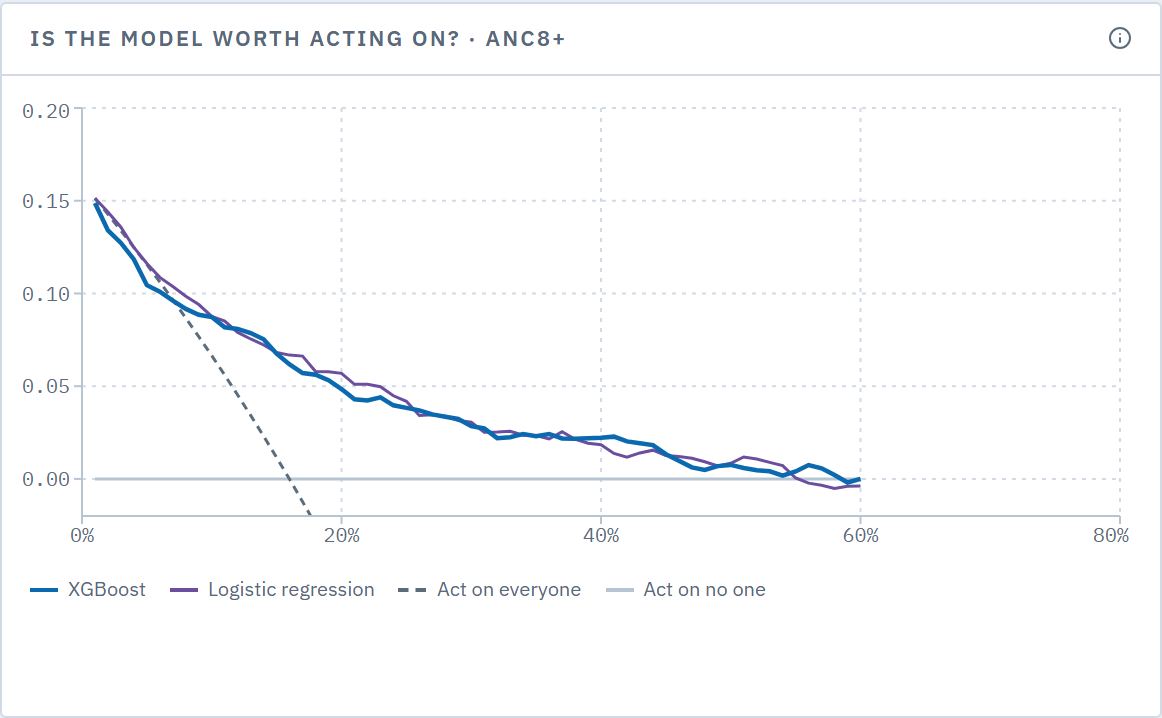 IS THE MODEL WORTH ACTING ON? · ANC8+
0.20
0.15
0.10
0.05
0.00
0% 20% 40% 60% 80%
XGBoost Logistic regression Act on everyone Act on no one